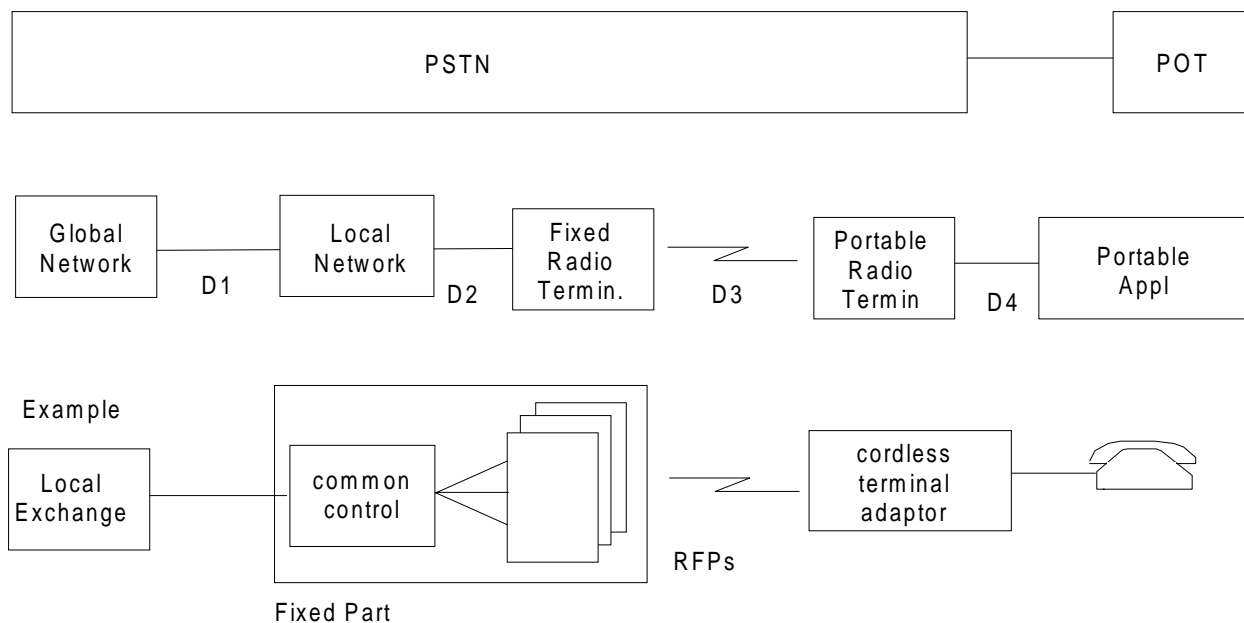 PSTN
POT
Global
Network
D1
Local
Network
D2
Fixed
Radio
Termin.
D3
Portable
Radio
Termin
D4
Portable
Appl
Example
Local
Exchange
common
control
RFPs
cordless
terminal
adaptor
Fixed Part